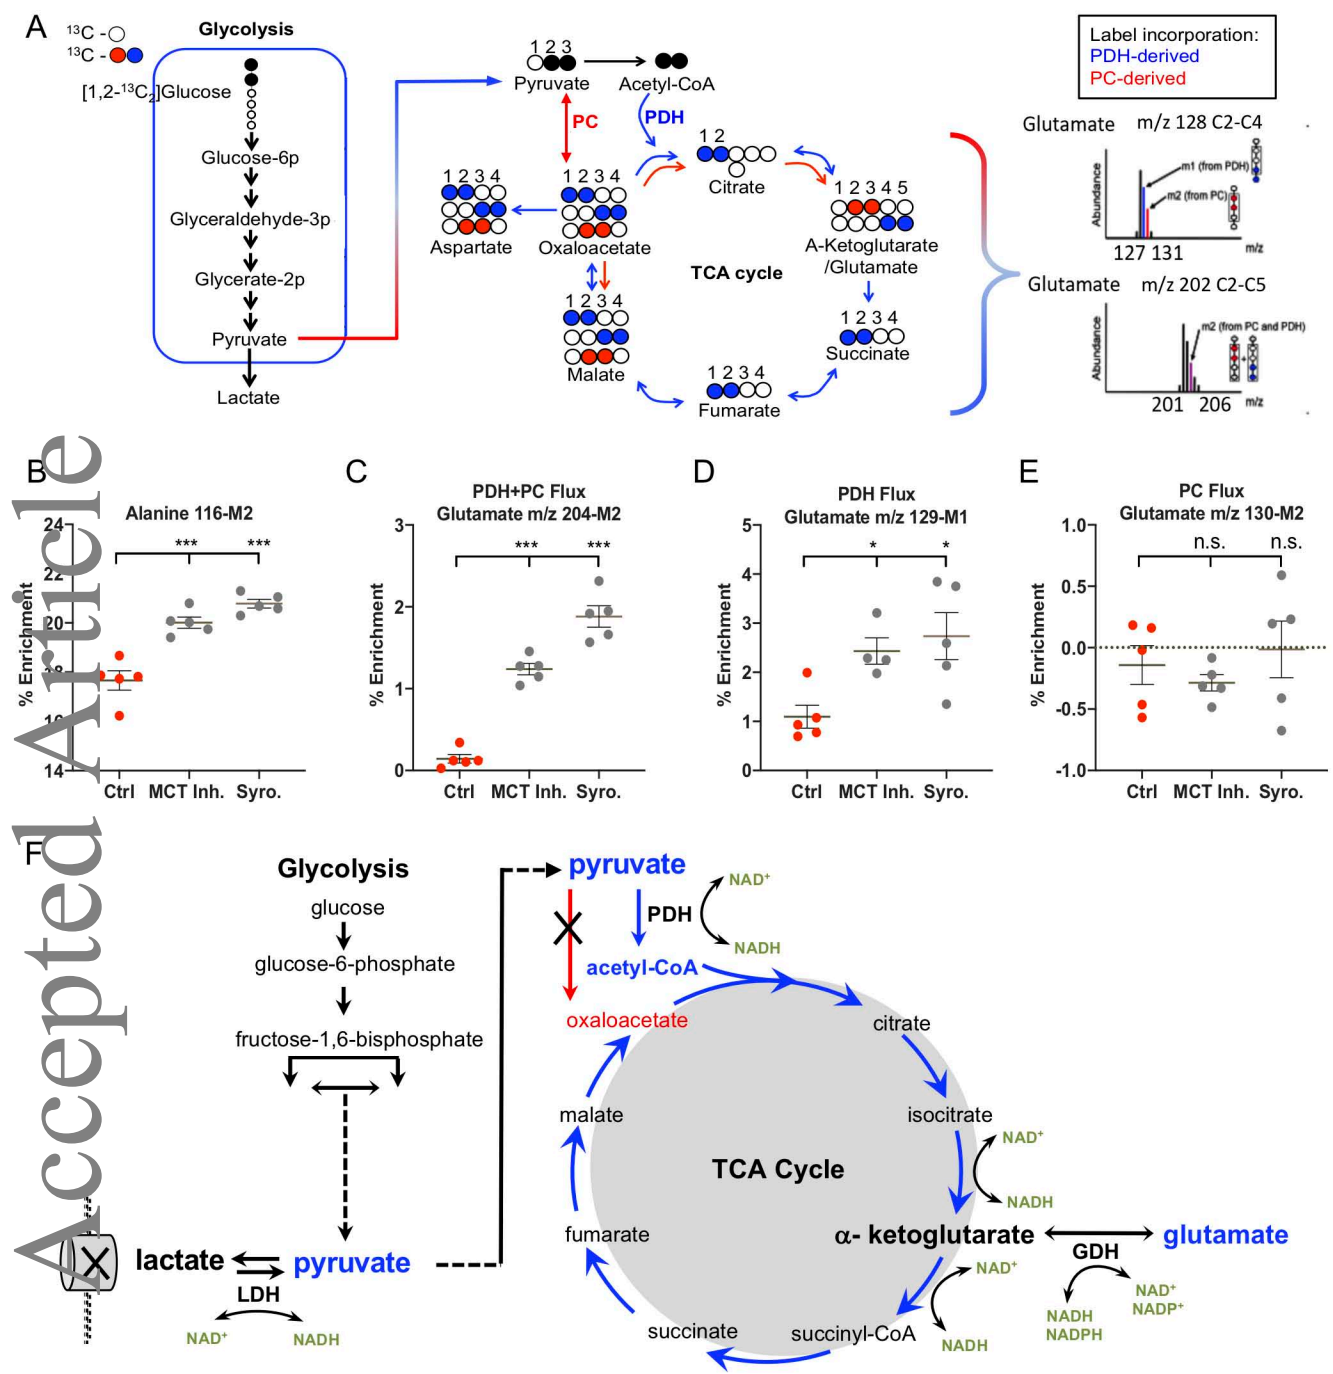 A
¹³C -
¹³C -
Glycolysis
[1,2-¹³C₂]Glucose
Glucose-6p
Glyceraldehyde-3p
Glycerate-2p
Pyruvate
Lactate
1 2 3
Pyruvate
Acetyl-CoA
PC
PDH
1 2
Citrate
1 2 3 4
Aspartate
1 2 3 4
Oxaloacetate
1 2 3 4 5
A-Ketoglutarate
/Glutamate
TCA cycle
1 2 3 4
Malate
1 2 3 4
Succinate
1 2 3 4
Fumarate
Label incorporation:
PDH-derived
PC-derived
Glutamate m/z 128 C2-C4
Abundance
m1 (from PDH)
m2 (from PC)
m/z
127 131
Glutamate m/z 202 C2-C5
Abundance
m2 (from PC and PDH)
+
201 206 m/z
B
Alanine 116-M2
% Enrichment
24
22
20
18
16
14
*** ***
Ctrl MCT Inh. Syro.
C
PDH+PC Flux
Glutamate m/z 204-M2
% Enrichment
3
2
1
0
*** ***
Ctrl MCT Inh. Syro.
D
PDH Flux
Glutamate m/z 129-M1
% Enrichment
5
4
3
2
1
0
* *
Ctrl MCT Inh. Syro.
E
PC Flux
Glutamate m/z 130-M2
% Enrichment
1.0
0.5
0.0
-0.5
-1.0
n.s. n.s.
Ctrl MCT Inh. Syro.
F
Glycolysis
glucose
glucose-6-phosphate
fructose-1,6-bisphosphate
lactate
pyruvate
LDH
NAD⁺
NADH
pyruvate
PDH
NAD⁺
NADH
acetyl-CoA
oxaloacetate
citrate
isocitrate
NAD⁺
NADH
α- ketoglutarate
glutamate
GDH
NADH
NADPH
NAD⁺
NADP⁺
NAD⁺
NADH
succinyl-CoA
succinate
fumarate
malate
TCA Cycle
Accepted Article